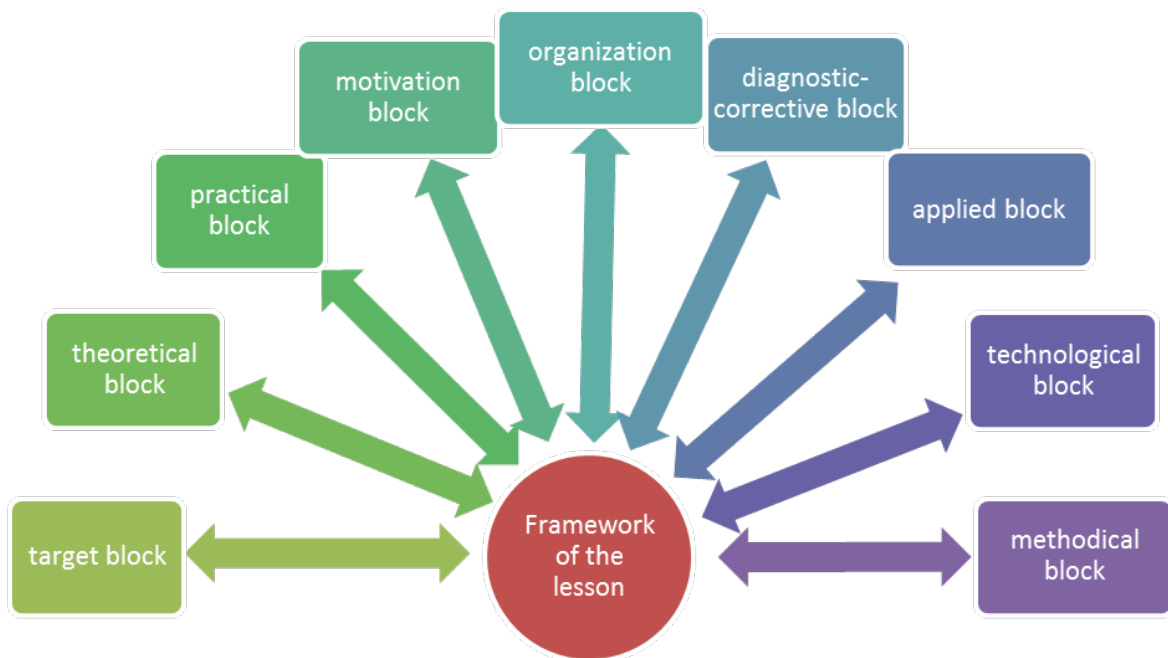 organization
block
motivation
block
diagnostic-
corrective block
practical
block
applied block
theoretical
block
technological
block
target block
Framework
of the
lesson
methodical
block